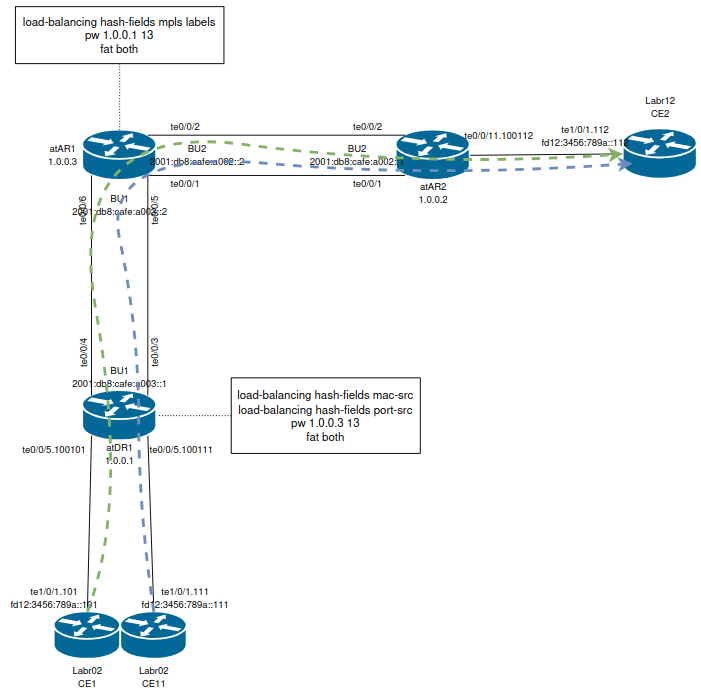 load-balancing hash-fields mpls labels
pw 1.0.0.1 13
fat both
Labr12
CE2
te0/0/2
te0/0/2
te1/0/1.112
te0/0/11.100112
fd12:3456:789a::112
atAR1
1.0.0.3
BU2
BU2
2001:db8:cafe:a002::2
2001:db8:cafe:a002::1
te0/0/1
te0/0/1
atAR2
1.0.0.2
BU1
2001:db8:cafe:a003::2
te0/0/6
te0/0/5
te0/0/4
te0/0/3
BU1
2001:db8:cafe:a003::1
load-balancing hash-fields mac-src
load-balancing hash-fields port-src
pw 1.0.0.3 13
fat both
te0/0/5.100101
atDR1
1.0.0.1
te0/0/5.100111
te1/0/1.101
te1/0/1.111
fd12:3456:789a::101
fd12:3456:789a::111
Labr02
CE1
Labr02
CE11